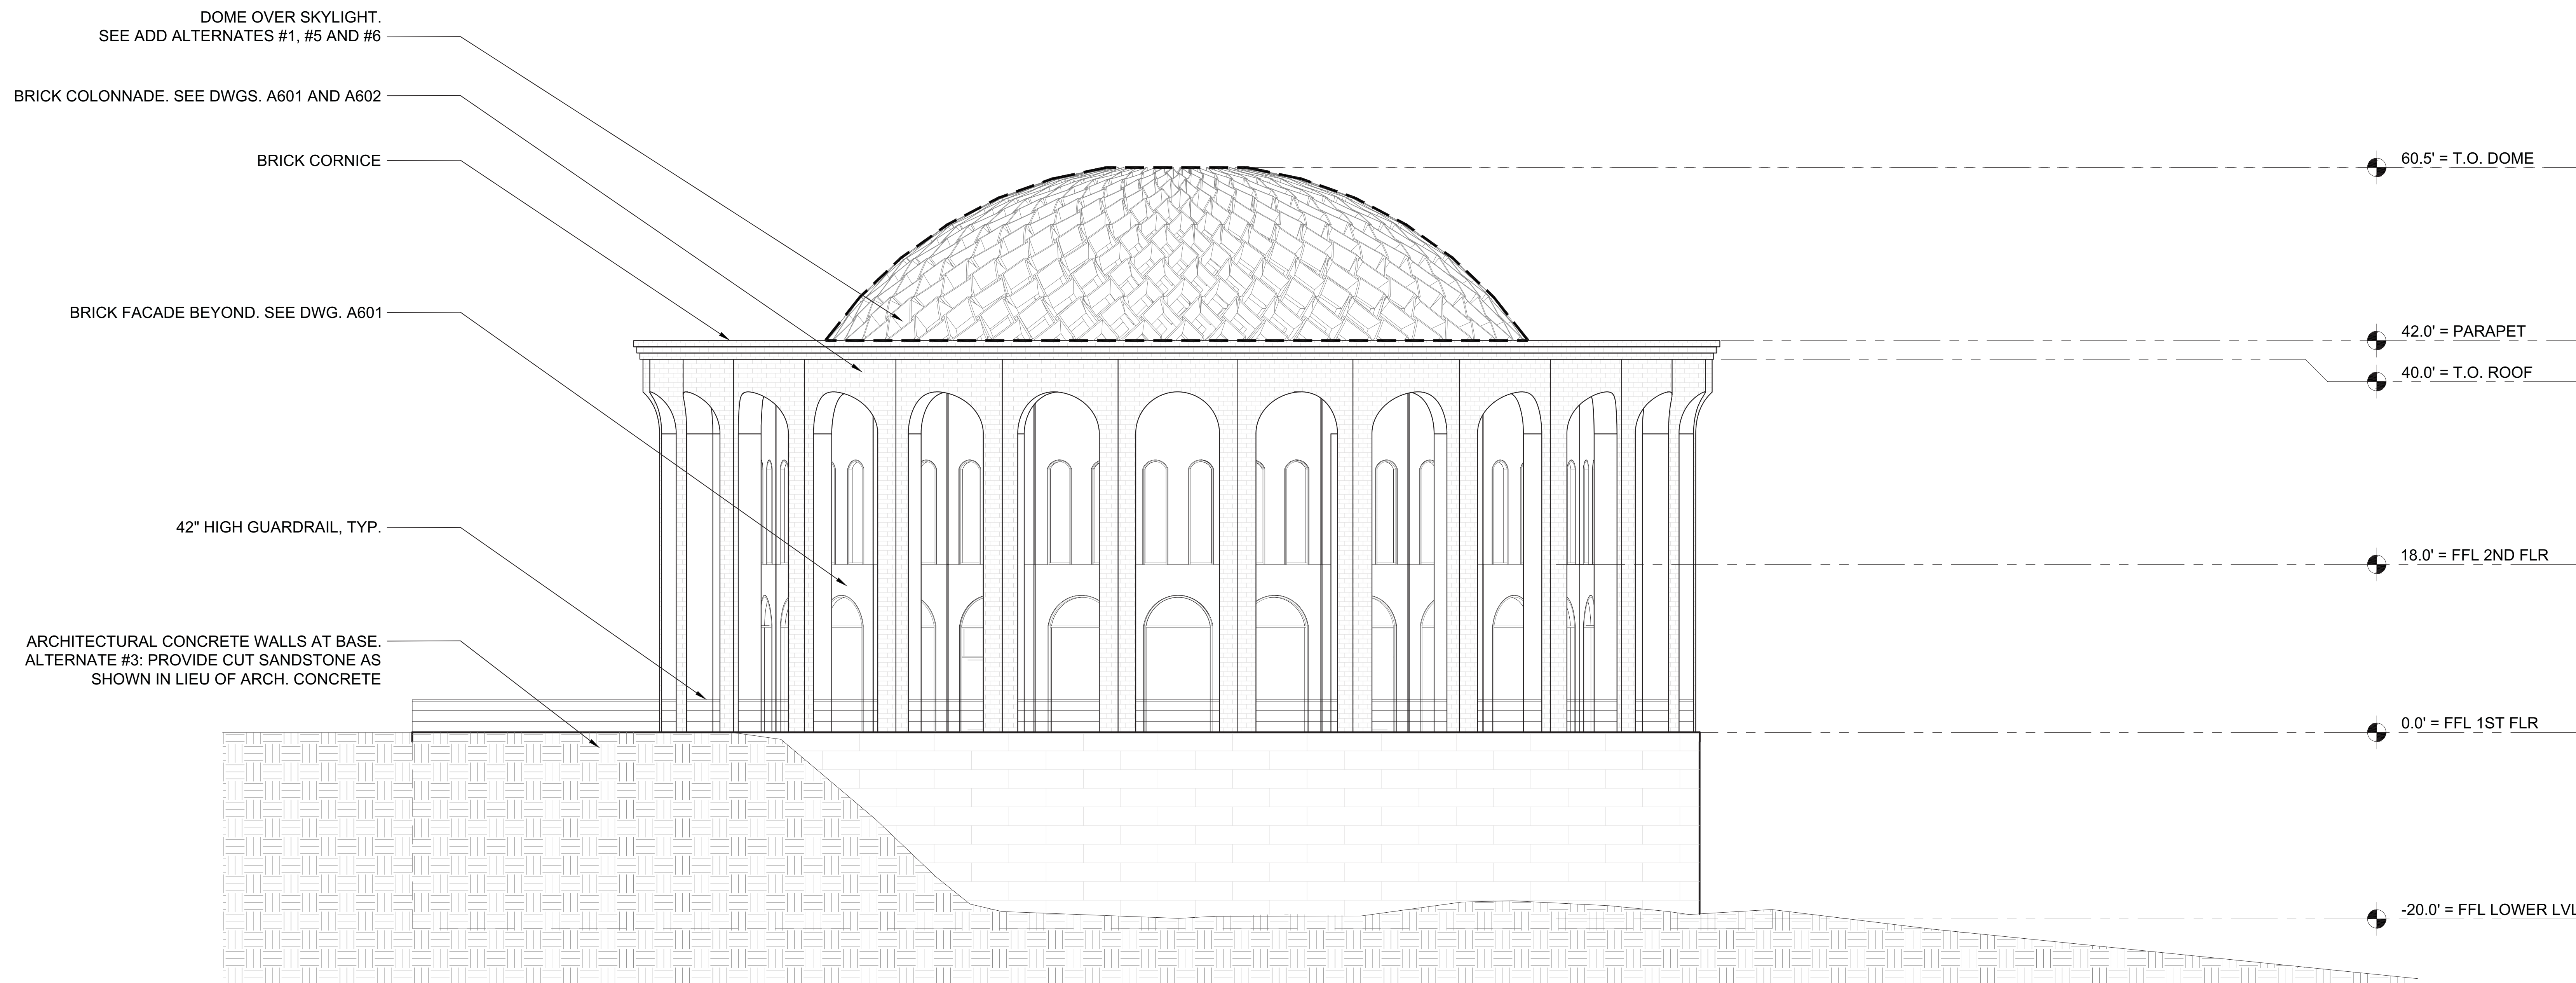 DOME OVER SKYLIGHT.
SEE ADD ALTERNATES #1, #5 AND #6
BRICK COLONNADE. SEE DWGS. A601 AND A602
BRICK CORNICE
BRICK FACADE BEYOND. SEE DWG. A601
42" HIGH GUARDRAIL, TYP.
ARCHITECTURAL CONCRETE WALLS AT BASE.
ALTERNATE #3: PROVIDE CUT SANDSTONE AS
SHOWN IN LIEU OF ARCH. CONCRETE
60.5' = T.O. DOME
42.0' = PARAPET
40.0' = T.O. ROOF
18.0' = FFL 2ND FLR
0.0' = FFL 1ST FLR
-20.0' = FFL LOWER LVL